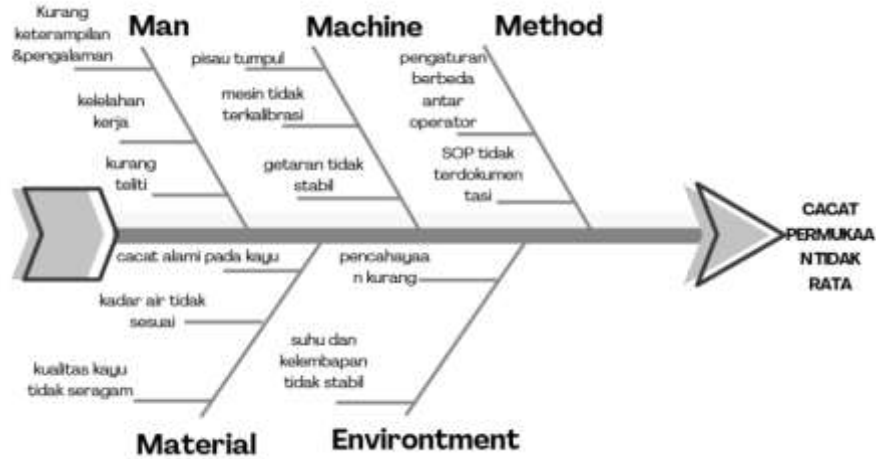 Kurang
keterampilan
&pengalaman
Man
kelelahan
kerja
kurang
teliti
Machine
pisau tumpul
mesin tidak
terkalibrasi
getaran tidak
stabil
Method
pengaturan
berbeda
antar
operator
SOP tidak
terdokumen
tasi
CACAT
PERMUKAA
N TIDAK
RATA
cacat alami pada kayu
kadar air tidak
sesuai
kualitas kayu
tidak seragam
Material
pencahayaa
n kurang
suhu dan
kelembapan
tidak stabil
Environtment